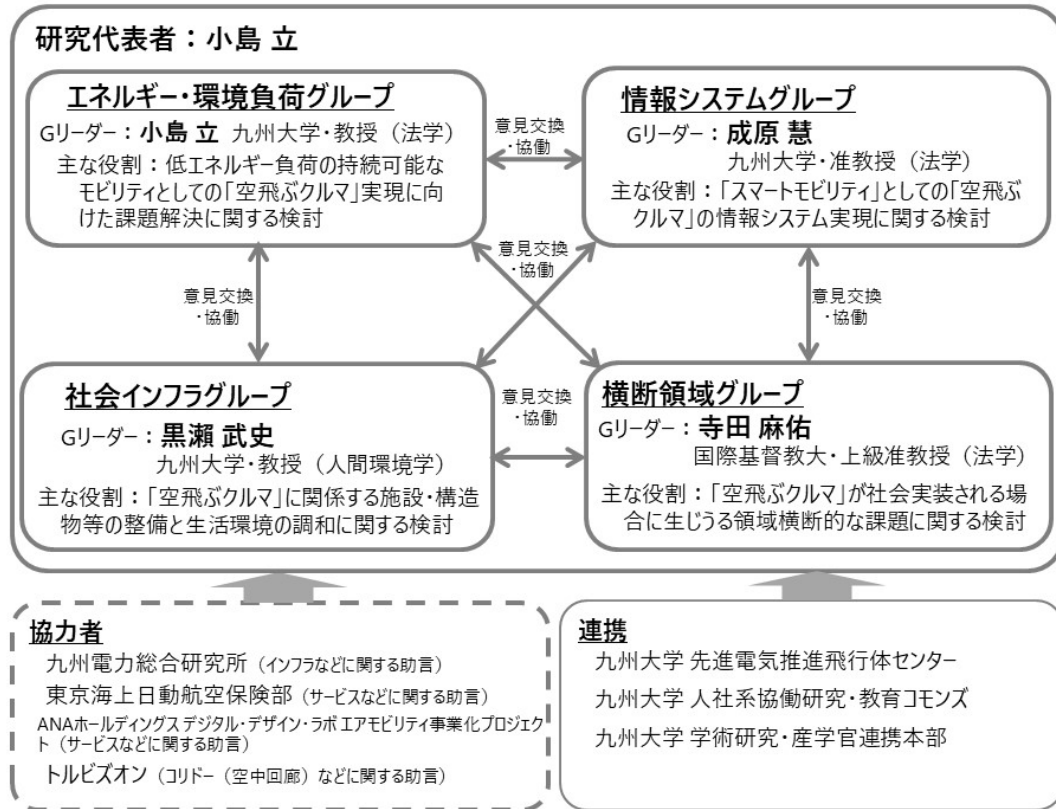 研究代表者：小島 立
エネルギー・環境負荷グループ
Gリーダー：小島 立 九州大学・教授（法学）
主な役割：低エネルギー負荷の持続可能な
モビリティとしての「空飛ぶクルマ」実現に向
けた課題解決に関する検討
意見交換
・協働
情報システムグループ
Gリーダー：成原 慧
九州大学・准教授（法学）
主な役割：「スマートモビリティ」としての「空飛ぶ
クルマ」の情報システム実現に関する検討
意見交換
・協働
意見交換
・協働
意見交換
・協働
社会インフラグループ
Gリーダー：黒瀨 武史
九州大学・教授（人間環境学）
主な役割：「空飛ぶクルマ」に関係する施設・構造
物等の整備と生活環境の調和に関する検討
意見交換
・協働
横断領域グループ
Gリーダー：寺田 麻佑
国際基督教大・上級准教授（法学）
主な役割：「空飛ぶクルマ」が社会実装される場
合に生じうる領域横断的な課題に関する検討
協力者
九州電力総合研究所（インフラなどに関する助言）
東京海上日動航空保険部（サービスなどに関する助言）
ANAホールディングス デジタル・デザイン・ラボ エアモビリティ事業化プロジェク
ト（サービスなどに関する助言）
トルビズオン（コリドー（空中回廊）などに関する助言）
連携
九州大学 先進電気推進飛行体センター
九州大学 人社系協働研究・教育コモンズ
九州大学 学術研究・産学官連携本部